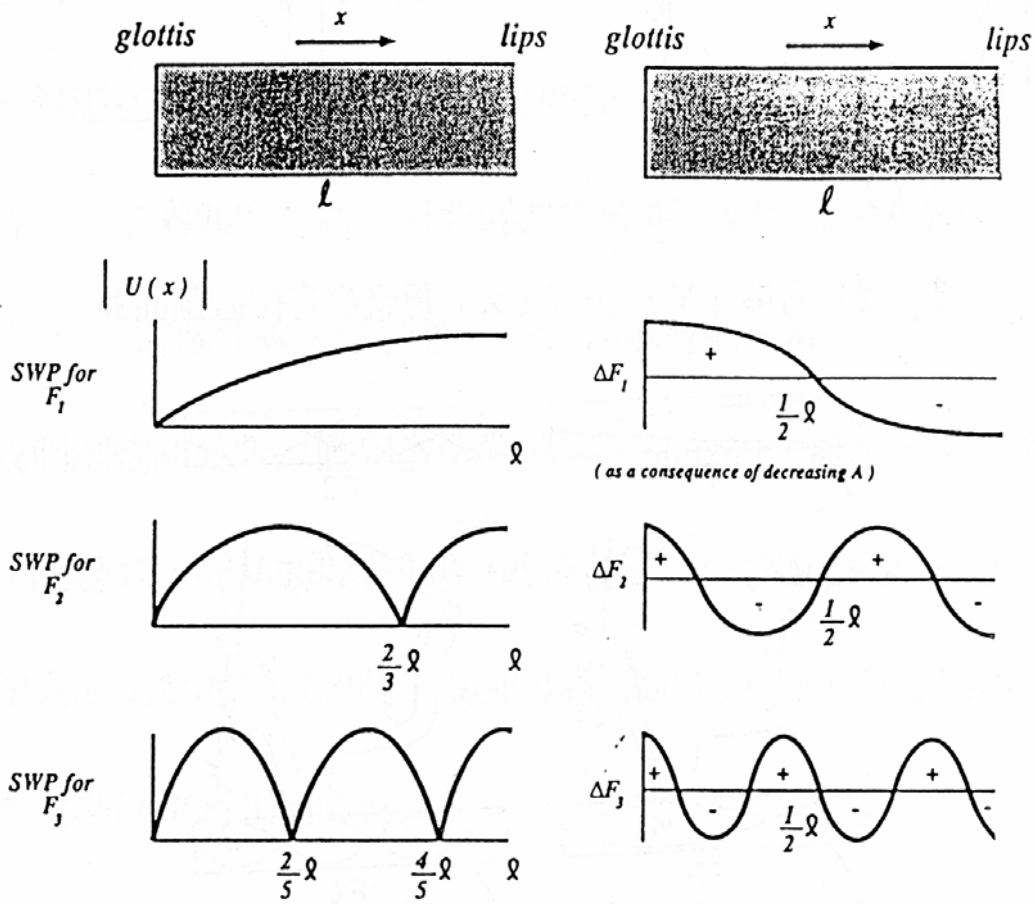 x x
glottis lips glottis lips
ℓ ℓ
| U ( x ) |
SWP for F₁
ℓ
ΔF₁
+
1/2 ℓ
-
( as a consequence of decreasing A )
SWP for F₂
2/3 ℓ ℓ
ΔF₂
+ - + -
1/2 ℓ
SWP for F₃
2/5 ℓ 4/5 ℓ ℓ
ΔF₃
+ - + - + -
1/2 ℓ